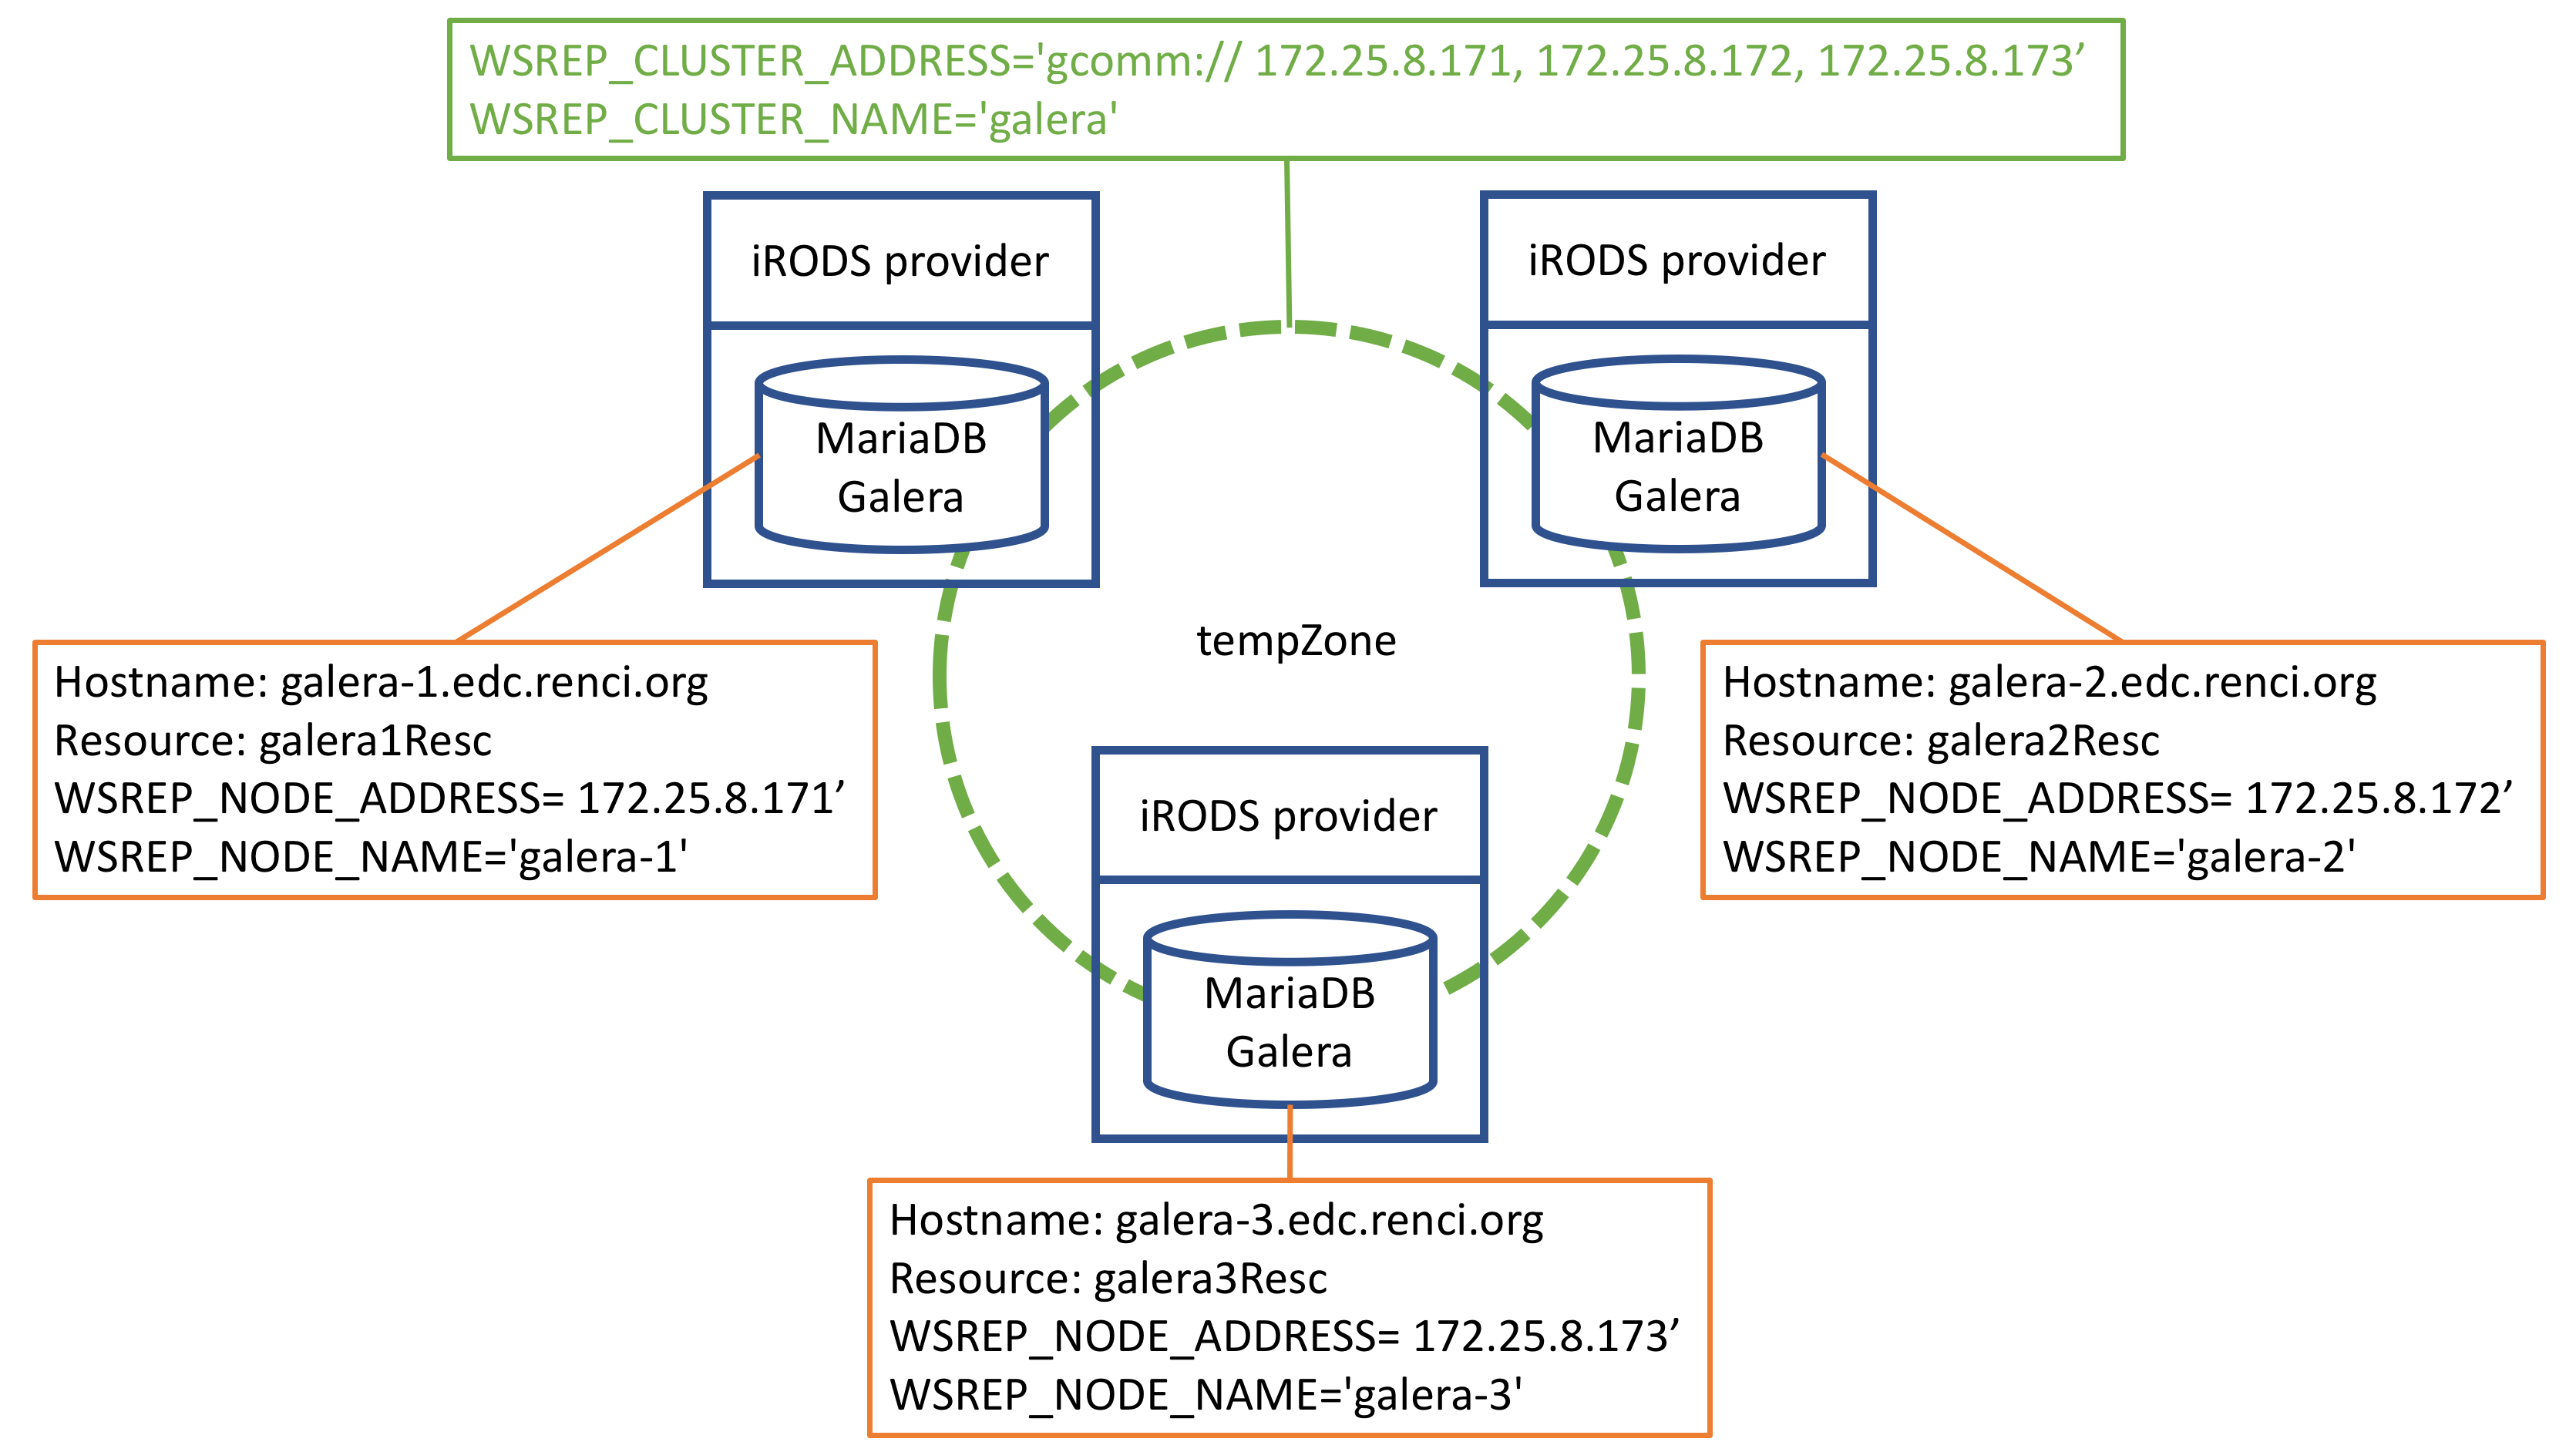 WSREP_CLUSTER_ADDRESS='gcomm:// 172.25.8.171, 172.25.8.172, 172.25.8.173’
WSREP_CLUSTER_NAME='galera'
iRODS provider
MariaDB
Galera
iRODS provider
MariaDB
Galera
tempZone
Hostname: galera-1.edc.renci.org
Resource: galera1Resc
WSREP_NODE_ADDRESS= 172.25.8.171’
WSREP_NODE_NAME='galera-1'
Hostname: galera-2.edc.renci.org
Resource: galera2Resc
WSREP_NODE_ADDRESS= 172.25.8.172’
WSREP_NODE_NAME='galera-2'
iRODS provider
MariaDB
Galera
Hostname: galera-3.edc.renci.org
Resource: galera3Resc
WSREP_NODE_ADDRESS= 172.25.8.173’
WSREP_NODE_NAME='galera-3'